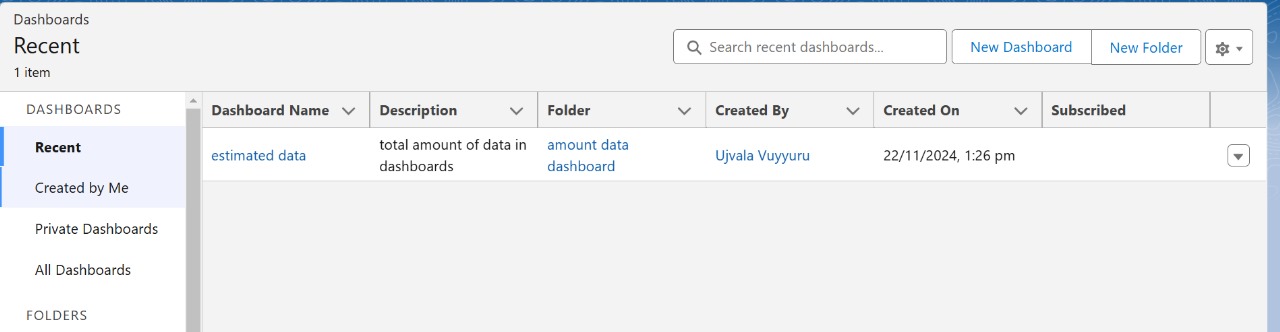 Dashboards
Recent
1 item
Search recent dashboards...
New Dashboard
New Folder
DASHBOARDS
Recent
Created by Me
Private Dashboards
All Dashboards
FOLDERS
Dashboard Name
Description
Folder
Created By
Created On
Subscribed
estimated data
total amount of data in
dashboards
amount data
dashboard
Ujvala Vuyyuru
22/11/2024, 1:26 pm